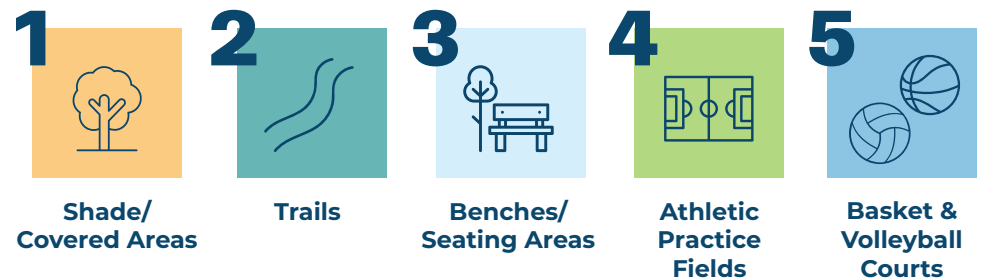 1
Shade/
Covered Areas
2
Trails
3
Benches/
Seating Areas
4
Athletic
Practice
Fields
5
Basket &
Volleyball
Courts